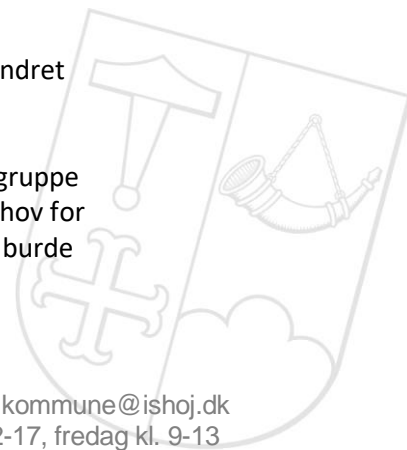 ndret
gruppe
hov for
burde
kommune@ishoj.dk
2-17, fredag kl. 9-13